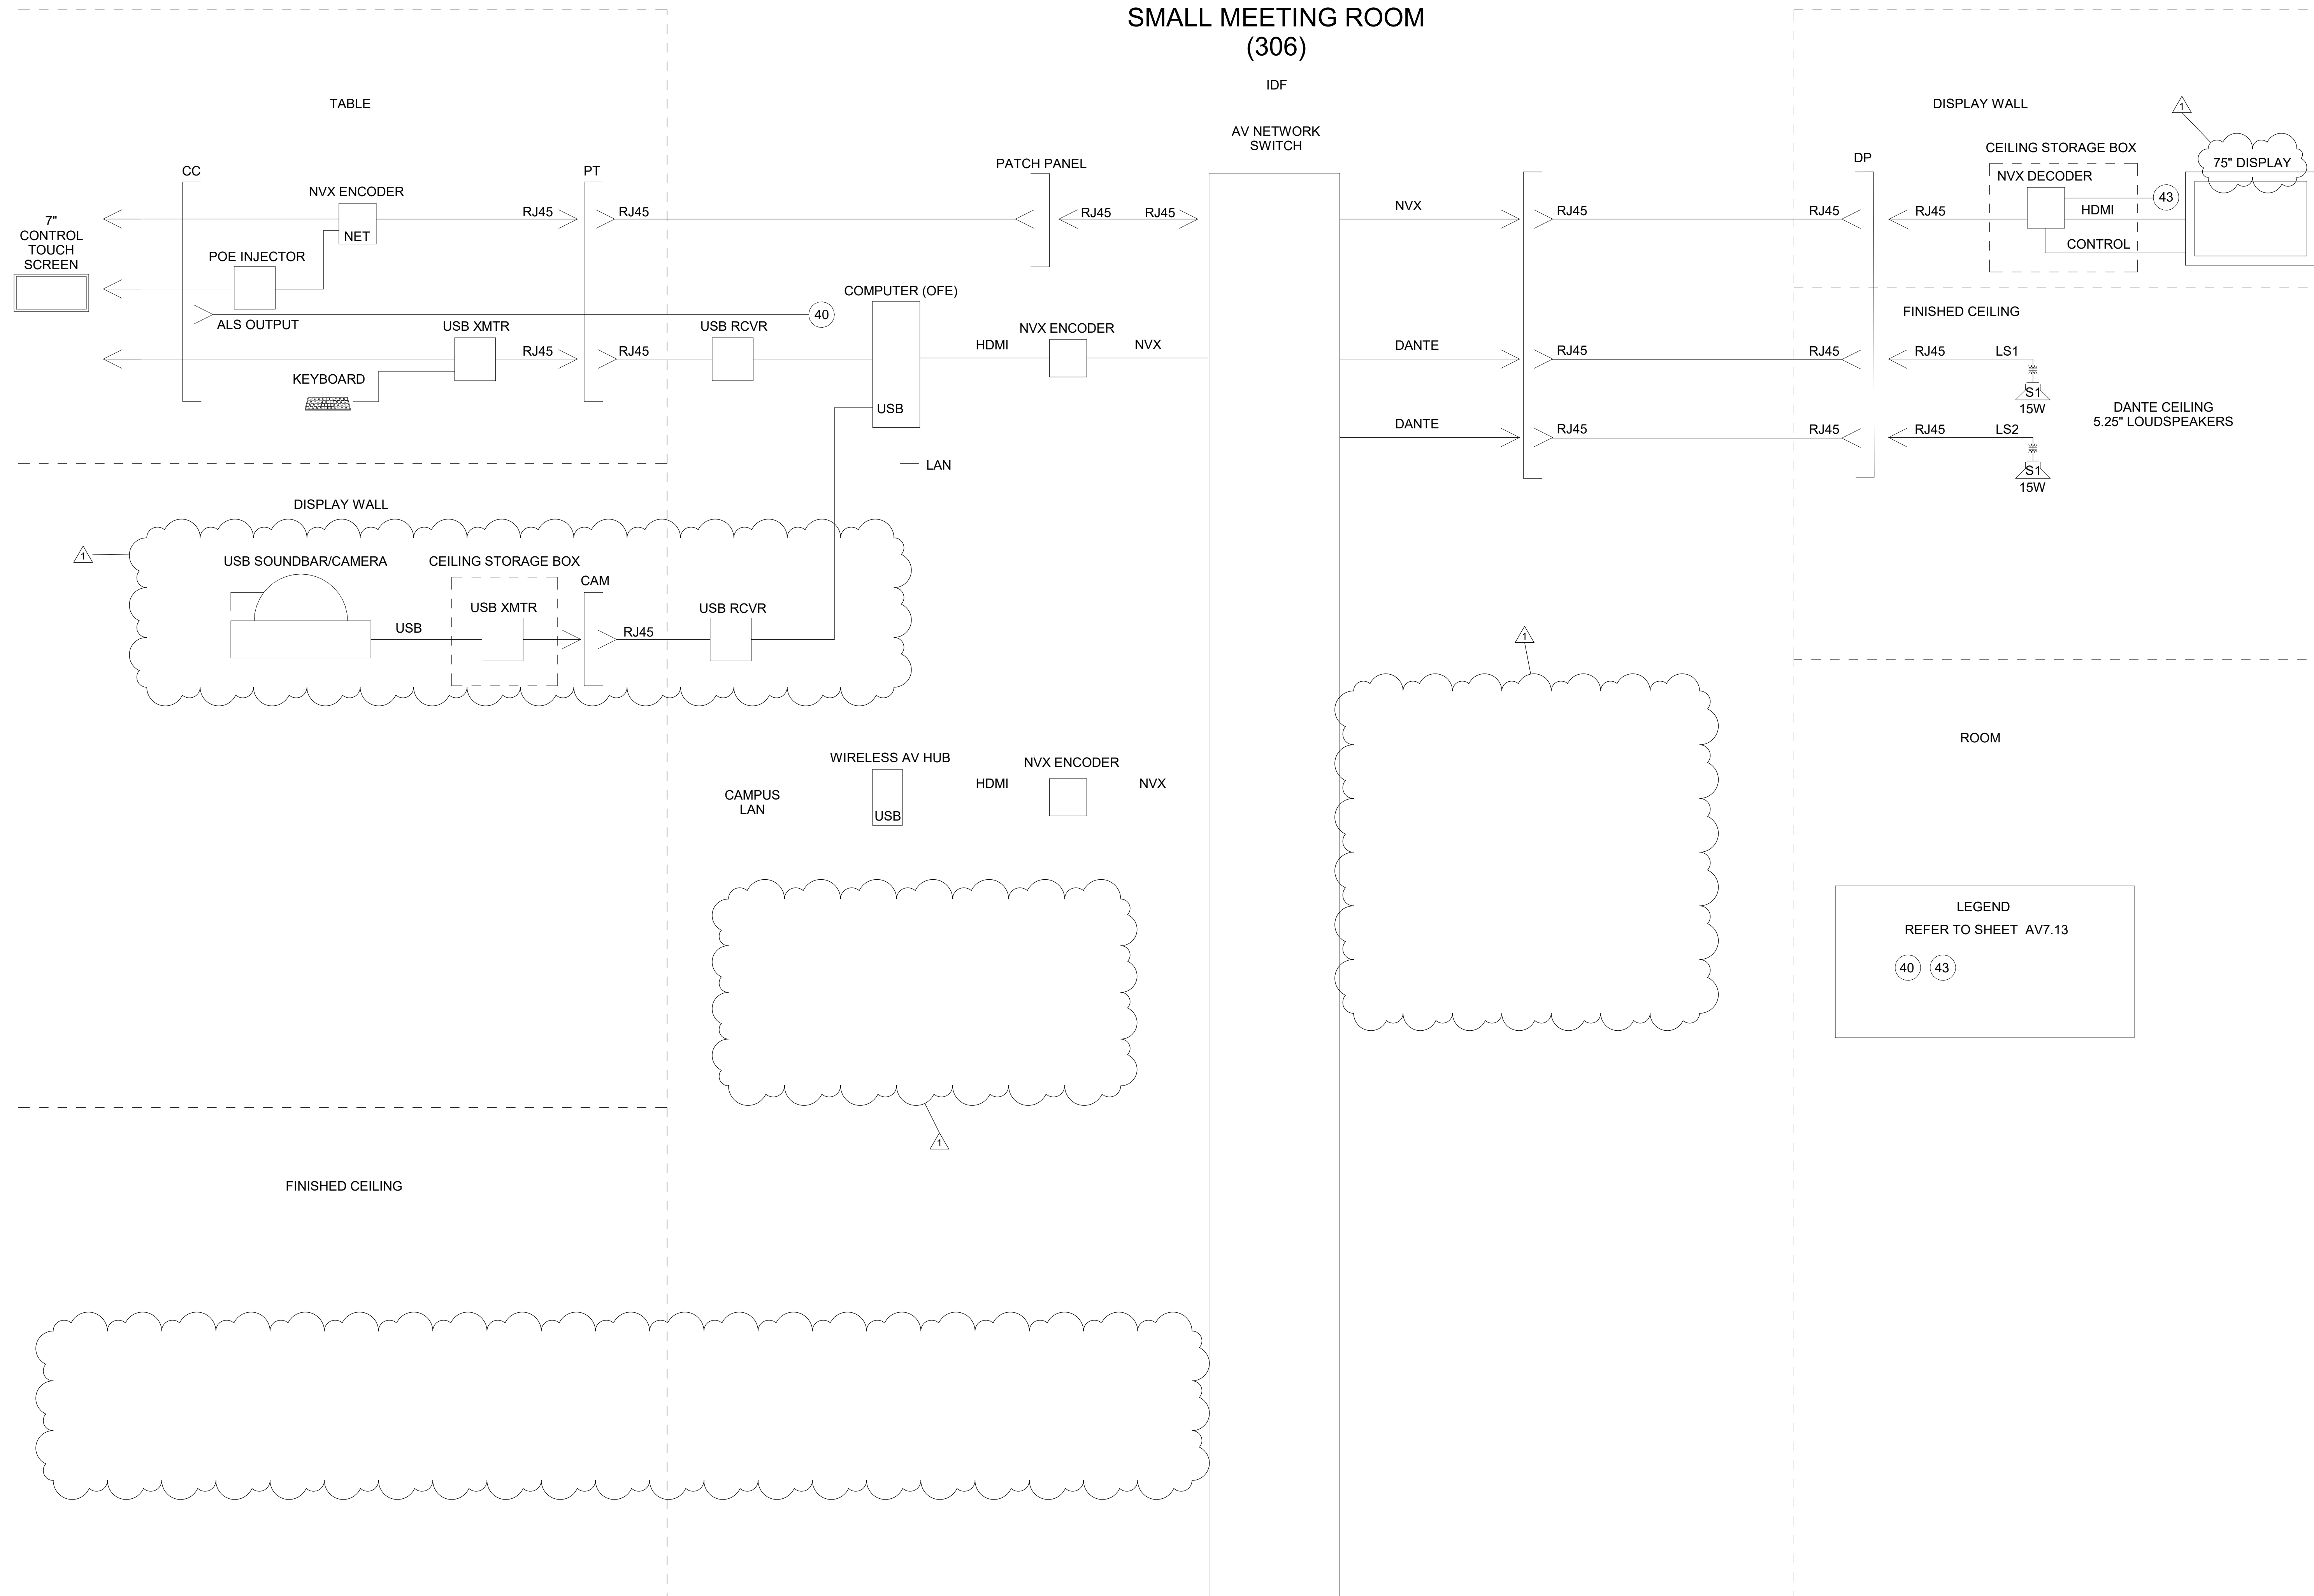 SMALL MEETING ROOM
(306)
IDF
TABLE
DISPLAY WALL
1
AV NETWORK
SWITCH
CC
PT
PATCH PANEL
DP
CEILING STORAGE BOX
75" DISPLAY
NVX ENCODER
NVX DECODER
7"
CONTROL
TOUCH
SCREEN
NET
RJ45
RJ45
RJ45
RJ45
NVX
RJ45
RJ45
RJ45
43
HDMI
CONTROL
POE INJECTOR
COMPUTER (OFE)
40
ALS OUTPUT
FINISHED CEILING
USB XMTR
USB RCVR
NVX ENCODER
RJ45
RJ45
HDMI
NVX
DANTE
RJ45
RJ45
RJ45
LS1
S1
15W
KEYBOARD
USB
DANTE CEILING
5.25" LOUDSPEAKERS
DANTE
RJ45
RJ45
RJ45
LS2
S1
15W
LAN
DISPLAY WALL
1
USB SOUNDBAR/CAMERA
CEILING STORAGE BOX
CAM
USB XMTR
USB RCVR
USB
RJ45
1
ROOM
WIRELESS AV HUB
NVX ENCODER
CAMPUS
LAN
USB
HDMI
NVX
LEGEND
REFER TO SHEET AV7.13
40 43
1
FINISHED CEILING